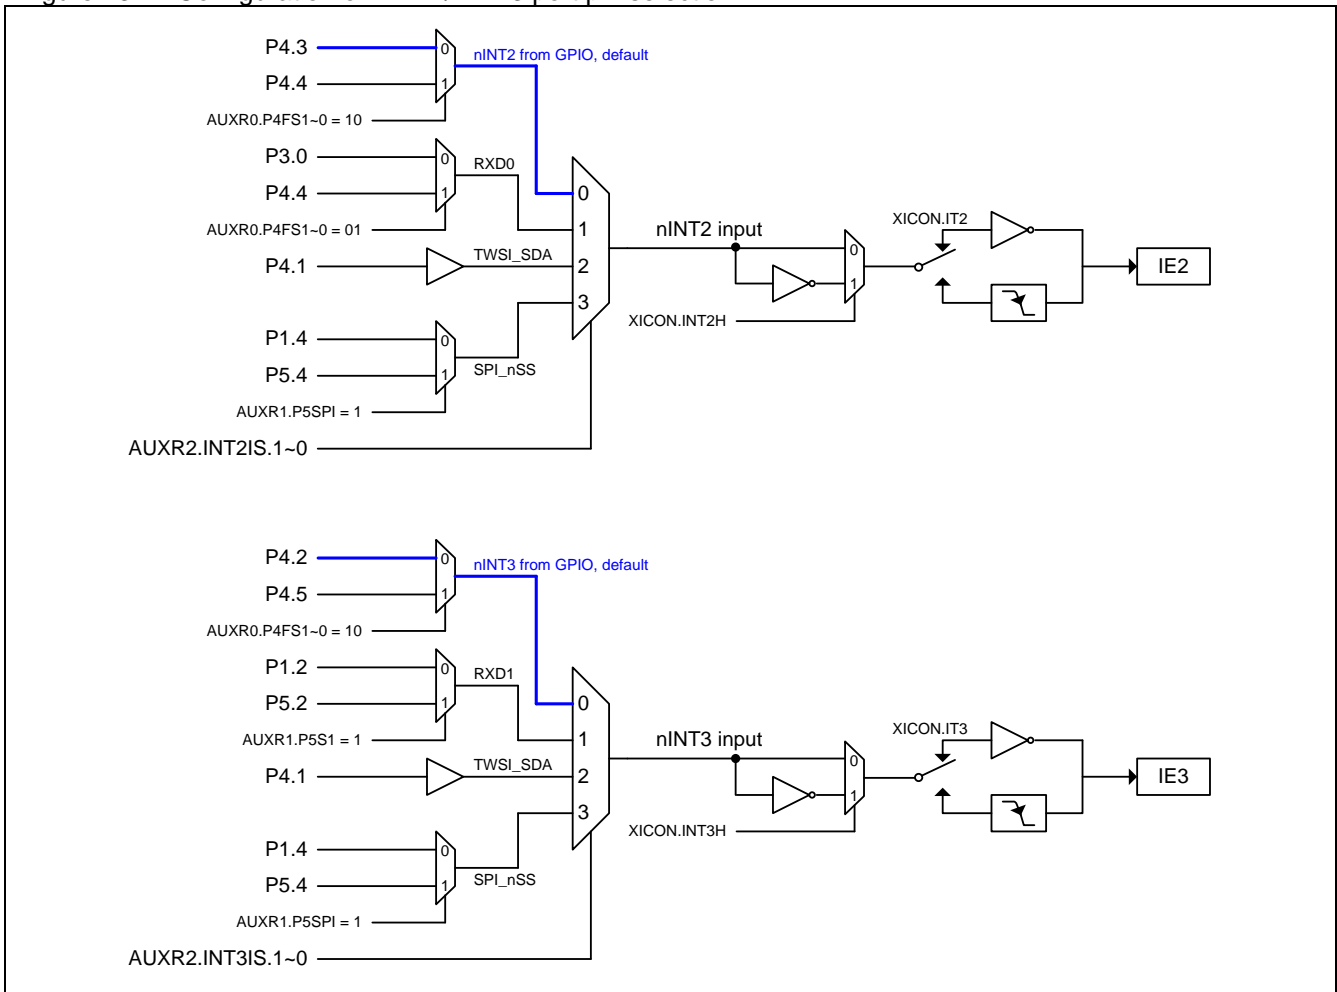 P4.3
0
nINT2 from GPIO, default
P4.4
1
AUXR0.P4FS1~0 = 10
P3.0
0
RXD0
P4.4
1
0
AUXR0.P4FS1~0 = 01
1
nINT2 input
XICON.IT2
0
P4.1
TWSI_SDA
2
1
IE2
3
XICON.INT2H
P1.4
0
P5.4
1
SPI_nSS
AUXR1.P5SPI = 1
AUXR2.INT2IS.1~0
P4.2
0
nINT3 from GPIO, default
P4.5
1
AUXR0.P4FS1~0 = 10
P1.2
0
RXD1
P5.2
1
0
AUXR1.P5S1 = 1
1
nINT3 input
XICON.IT3
0
P4.1
TWSI_SDA
2
1
IE3
3
XICON.INT3H
P1.4
0
P5.4
1
SPI_nSS
AUXR1.P5SPI = 1
AUXR2.INT3IS.1~0